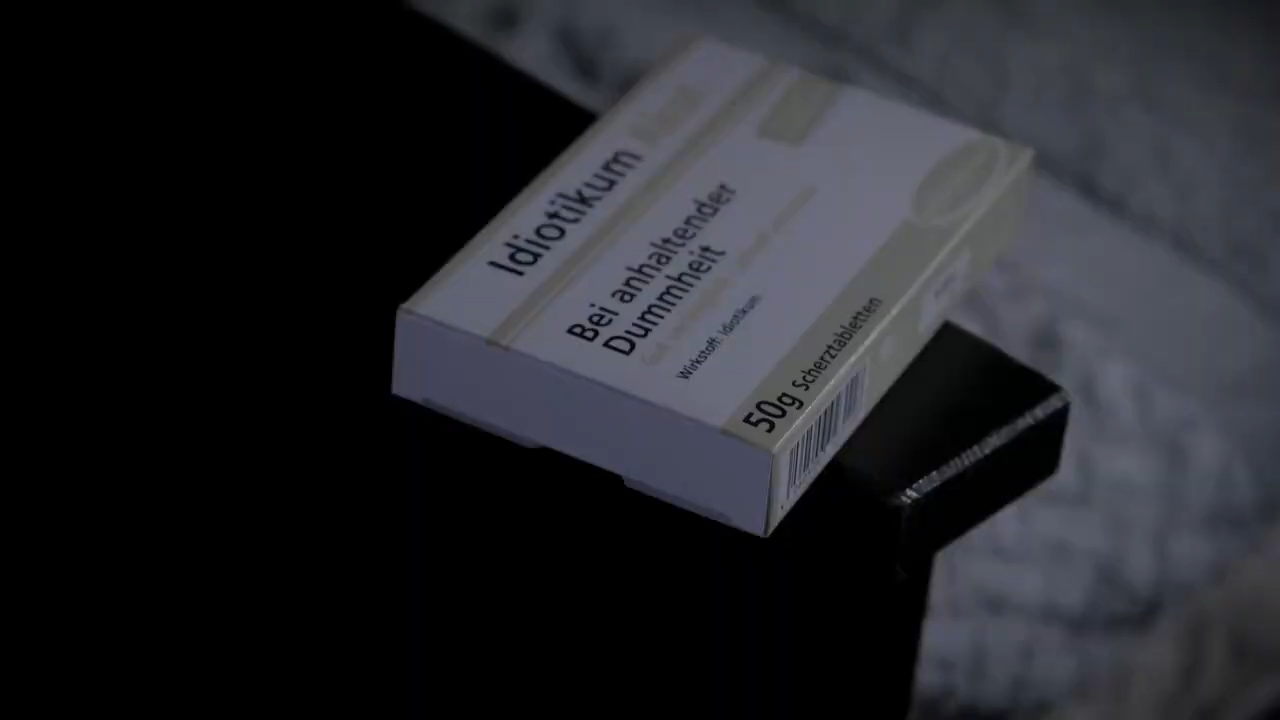 Idiotikum
Bei anhaltender
Dummheit
Wirkstoff: Idiotikum
50g Scherztabletten